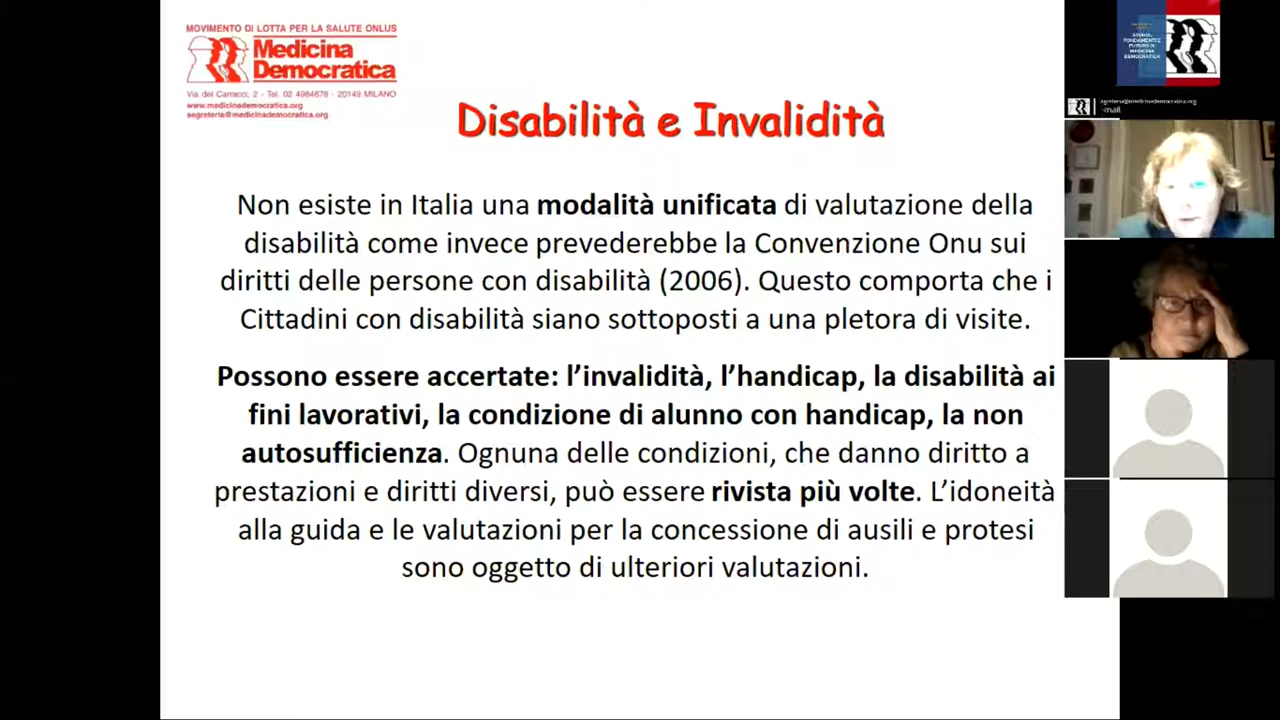 MOVIMENTO DI LOTTA PER LA SALUTE ONLUS
Medicina
Democratica
Via dei Carracci, 2 - Tel. 02 4984678 - 20149 MILANO
www.medicinademocratica.org
segreteria@medicinademocratica.org
Disabilità e Invalidità
Non esiste in Italia una modalità unificata di valutazione della
disabilità come invece prevederebbe la Convenzione Onu sui
diritti delle persone con disabilità (2006). Questo comporta che i
Cittadini con disabilità siano sottoposti a una pletora di visite.
Possono essere accertate: l’invalidità, l’handicap, la disabilità ai
fini lavorativi, la condizione di alunno con handicap, la non
autosufficienza. Ognuna delle condizioni, che danno diritto a
prestazioni e diritti diversi, può essere rivista più volte. L’idoneità
alla guida e le valutazioni per la concessione di ausili e protesi
sono oggetto di ulteriori valutazioni.
STORIA,
FUTURO DI
MEDICINA
DEMOCRATICA